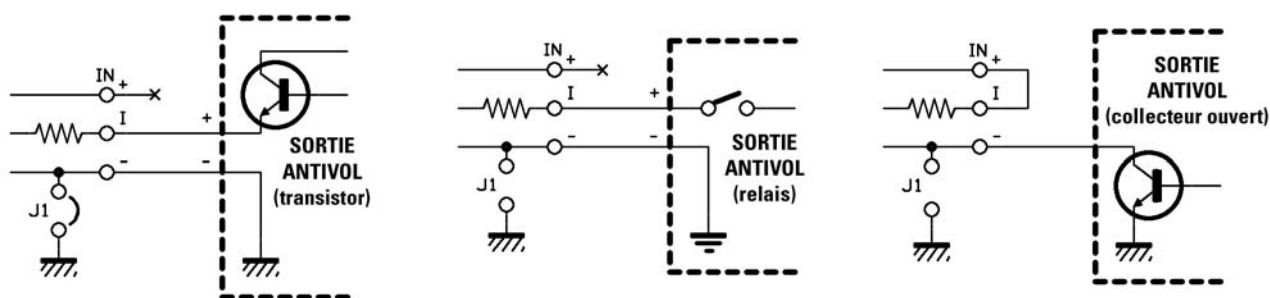 IN +
I +
- -
J1
SORTIE
ANTIVOL
(transistor)
IN +
I +
- -
J1
SORTIE
ANTIVOL
(relais)
IN +
I
-
J1
SORTIE
ANTIVOL
(collecteur ouvert)